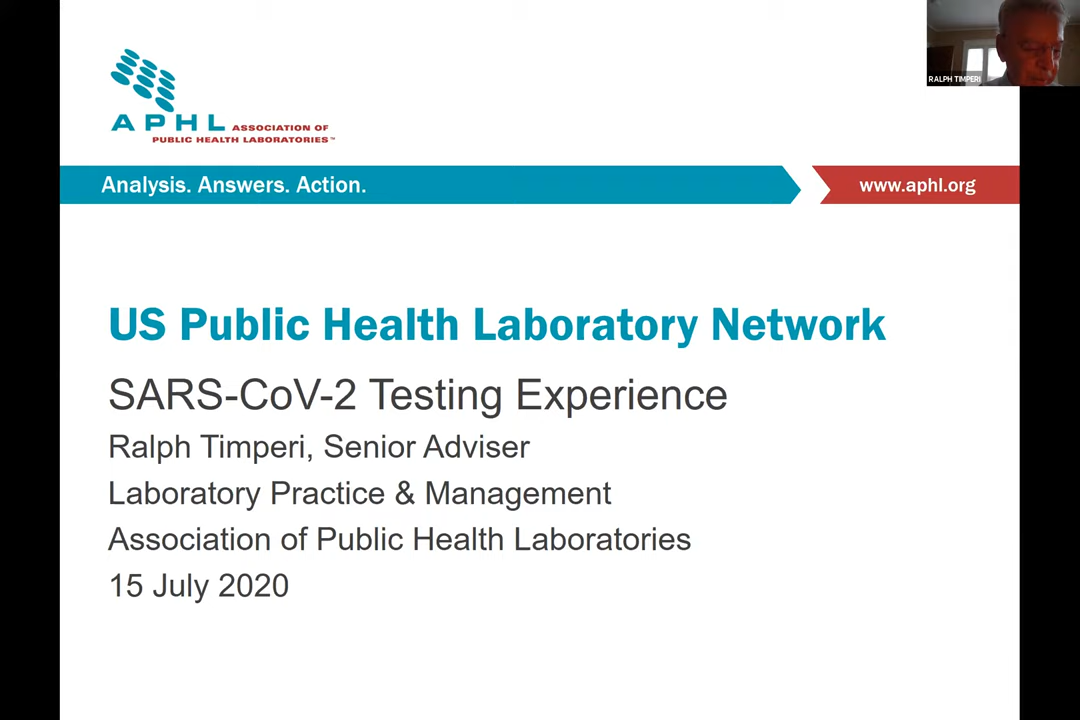 RALPH TIMPERI
APHL ASSOCIATION OF
PUBLIC HEALTH LABORATORIES™
Analysis. Answers. Action.
www.aphl.org
US Public Health Laboratory Network
SARS-CoV-2 Testing Experience
Ralph Timperi, Senior Adviser
Laboratory Practice & Management
Association of Public Health Laboratories
15 July 2020